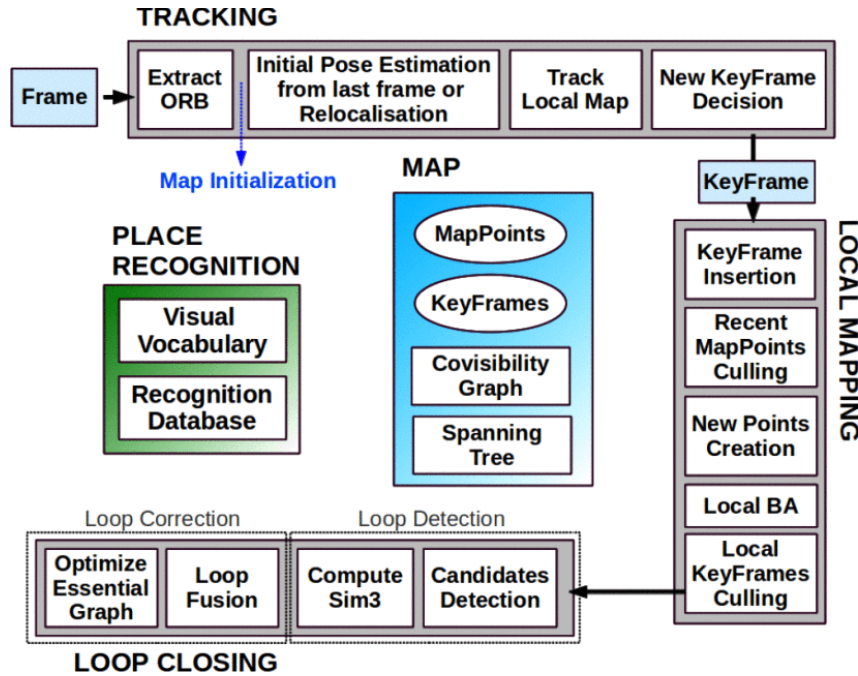 TRACKING
Frame
Extract
ORB
Initial Pose Estimation
from last frame or
Relocalisation
Track
Local Map
New KeyFrame
Decision
Map Initialization
MAP
KeyFrame
PLACE
RECOGNITION
Visual
Vocabulary
Recognition
Database
MapPoints
KeyFrames
Covisibility
Graph
Spanning
Tree
LOCAL MAPPING
KeyFrame
Insertion
Recent
MapPoints
Culling
New Points
Creation
Local BA
Local
KeyFrames
Culling
Loop Correction
Loop Detection
Optimize
Essential
Graph
Loop
Fusion
Compute
Sim3
Candidates
Detection
LOOP CLOSING